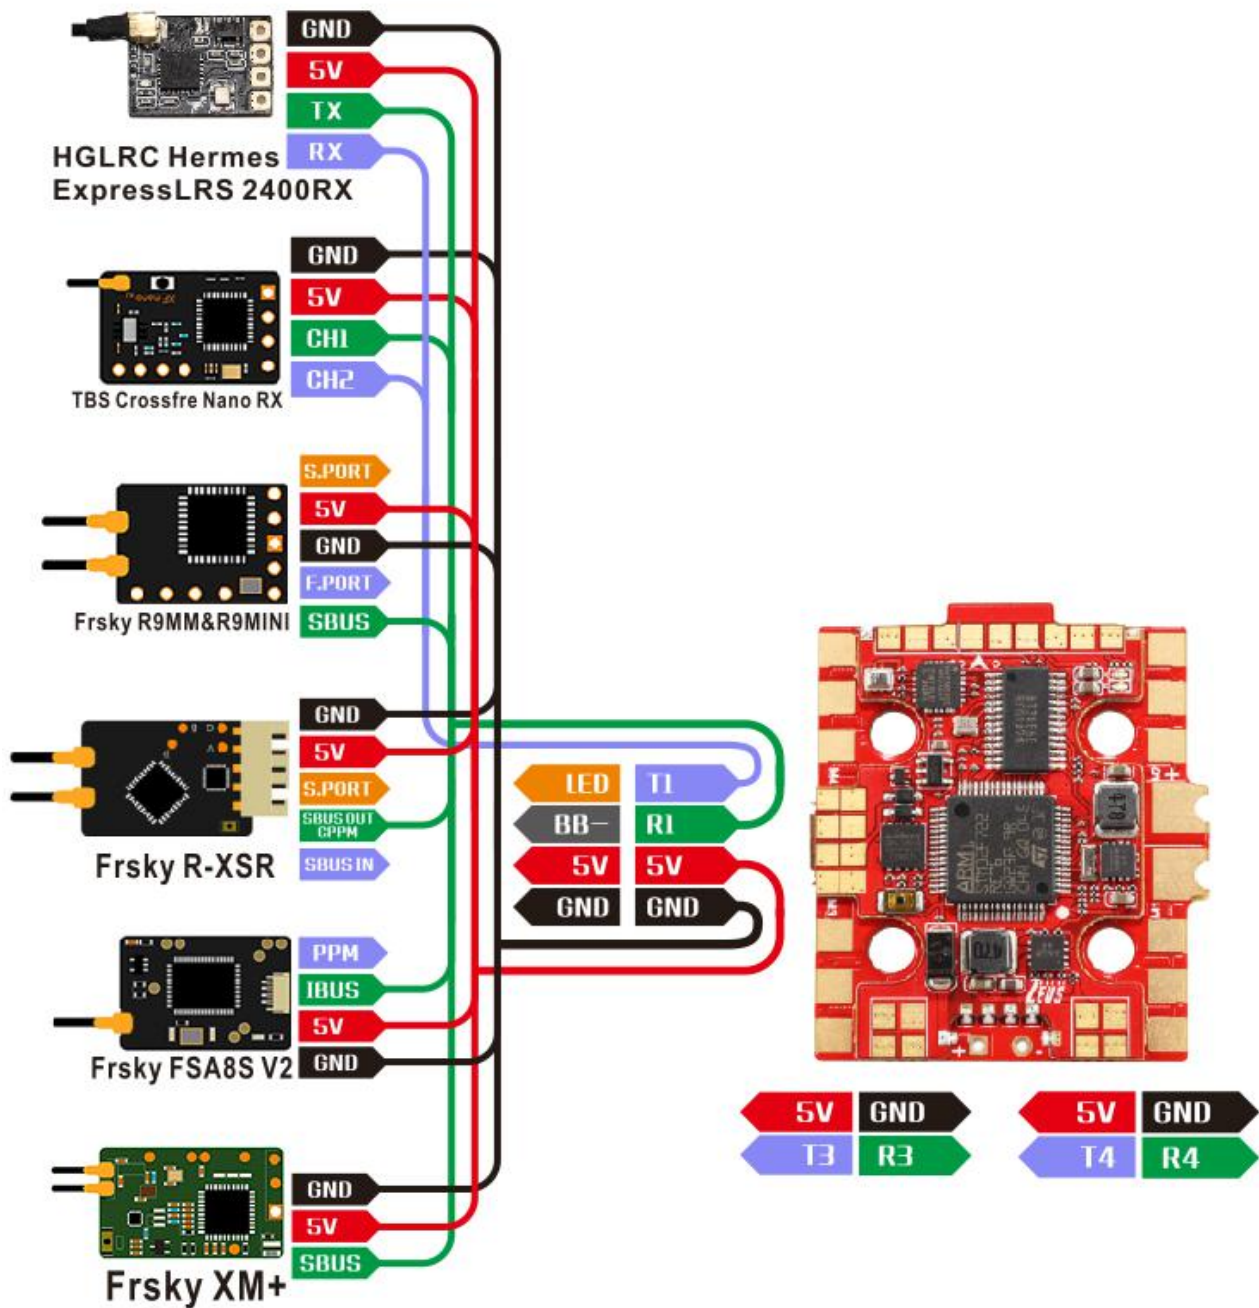 GND
5V
TX
RX
HGLRC Hermes
ExpressLRS 2400RX
GND
5V
CH1
CH2
TBS Crossfre Nano RX
S.PORT
5V
GND
F.PORT
SBUS
Frsky R9MM&R9MINI
GND
5V
S.PORT
SBUS OUT
CPPM
SBUS IN
Frsky R-XSR
LED T1
BB- R1
5V 5V
GND GND
PPM
IBUS
5V
GND
Frsky FSA8S V2
GND
5V
SBUS
Frsky XM+
ARM
ZEUS
5V GND
T3 R3
5V GND
T4 R4